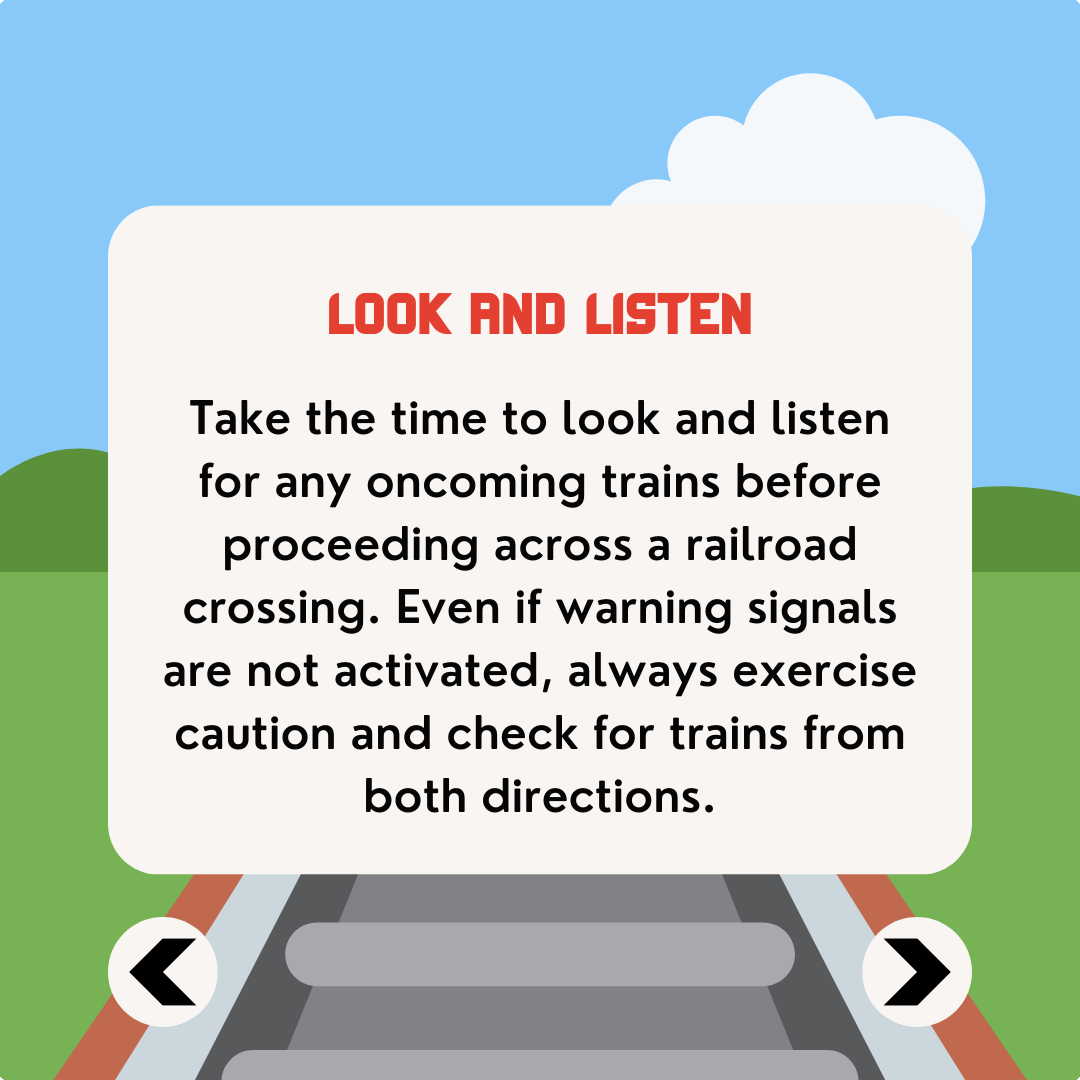 LOOK AND LISTEN
Take the time to look and listen
for any oncoming trains before
proceeding across a railroad
crossing. Even if warning signals
are not activated, always exercise
caution and check for trains from
both directions.